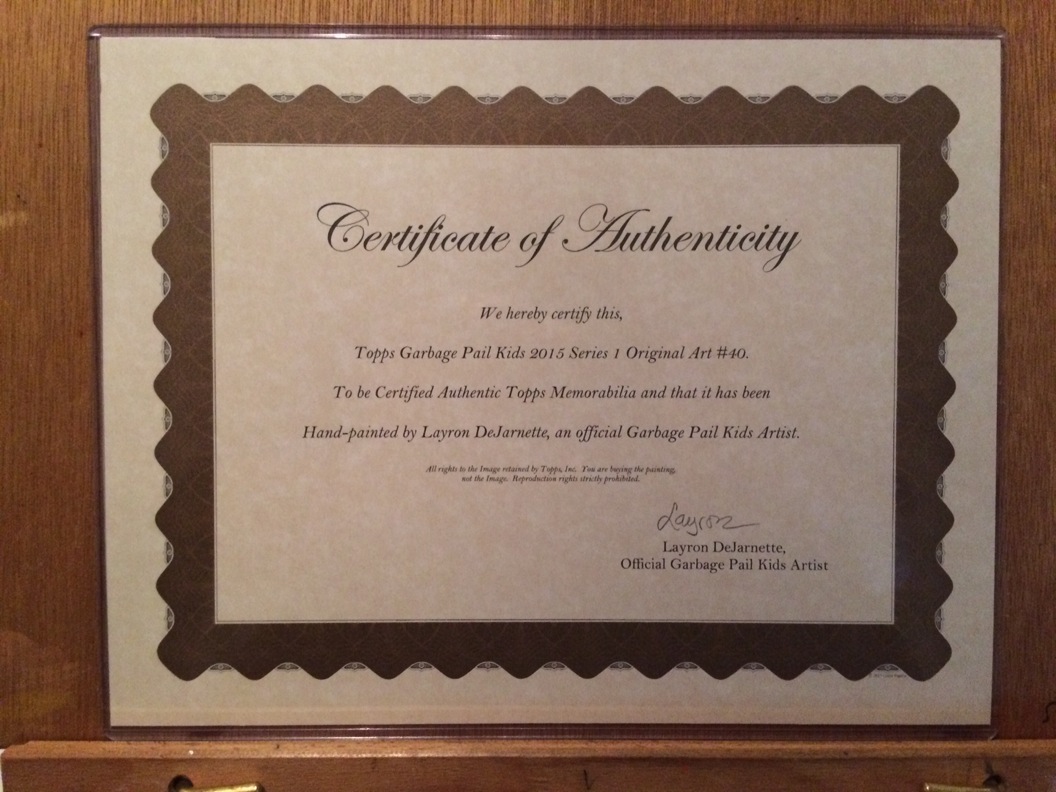 Certificate of Authenticity
We hereby certify this,
Topps Garbage Pail Kids 2015 Series 1 Original Art #40.
To be Certified Authentic Topps Memorabilia and that it has been
Hand-painted by Layron DeJarnette, an official Garbage Pail Kids Artist.
All rights to the Image retained by Topps, Inc. You are buying the painting,
not the Image. Reproduction rights strictly prohibited.
Layron
Layron DeJarnette,
Official Garbage Pail Kids Artist